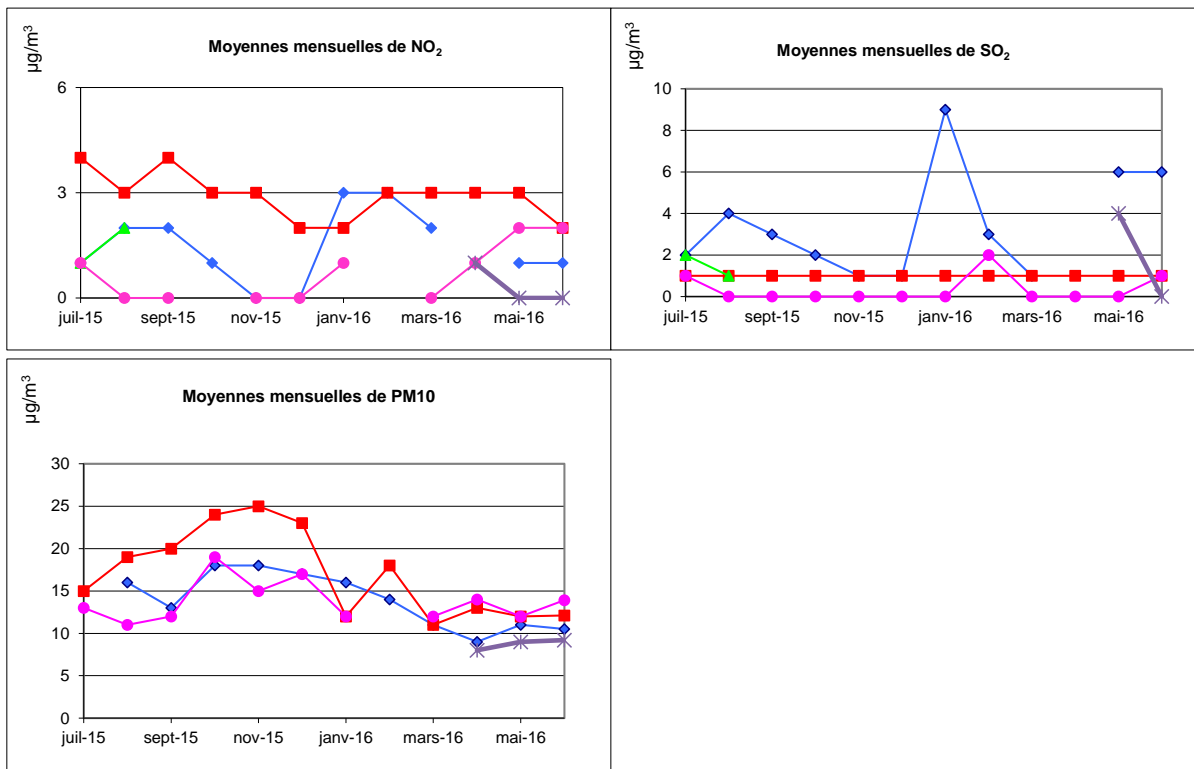 µg/m³
Moyennes mensuelles de NO₂
6
3
0
juil-15 sept-15 nov-15 janv-16 mars-16 mai-16
µg/m³
Moyennes mensuelles de SO₂
10
8
6
4
2
0
juil-15 sept-15 nov-15 janv-16 mars-16 mai-16
µg/m³
Moyennes mensuelles de PM10
30
25
20
15
10
5
0
juil-15 sept-15 nov-15 janv-16 mars-16 mai-16